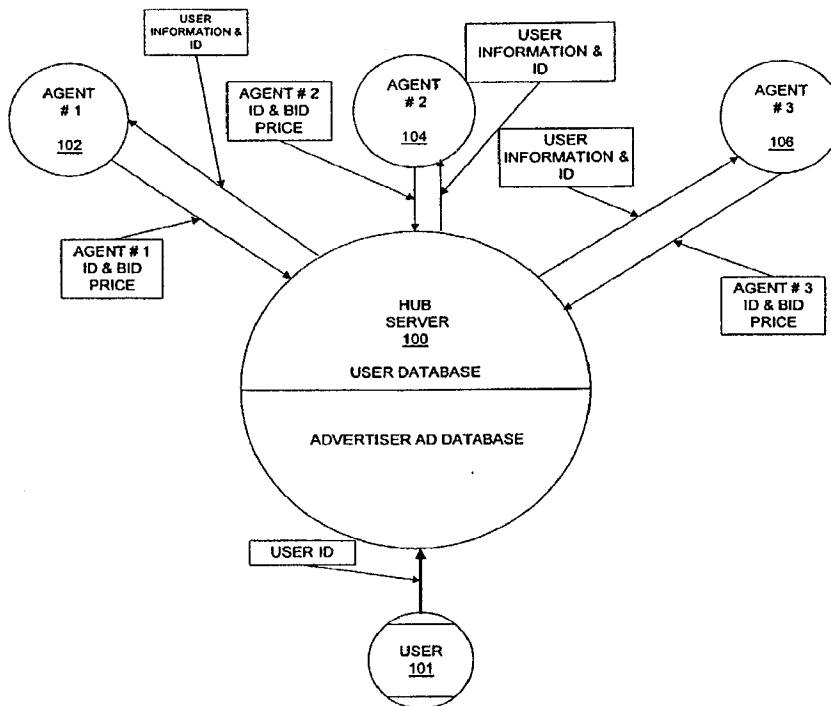 USER
INFORMATION &
ID
AGENT
# 1
102
AGENT # 2
ID & BID
PRICE
AGENT
# 2
104
USER
INFORMATION &
ID
USER
INFORMATION &
ID
AGENT
# 3
106
AGENT # 1
ID & BID
PRICE
AGENT # 3
ID & BID
PRICE
HUB
SERVER
100
USER DATABASE
ADVERTISER AD DATABASE
USER ID
USER
101